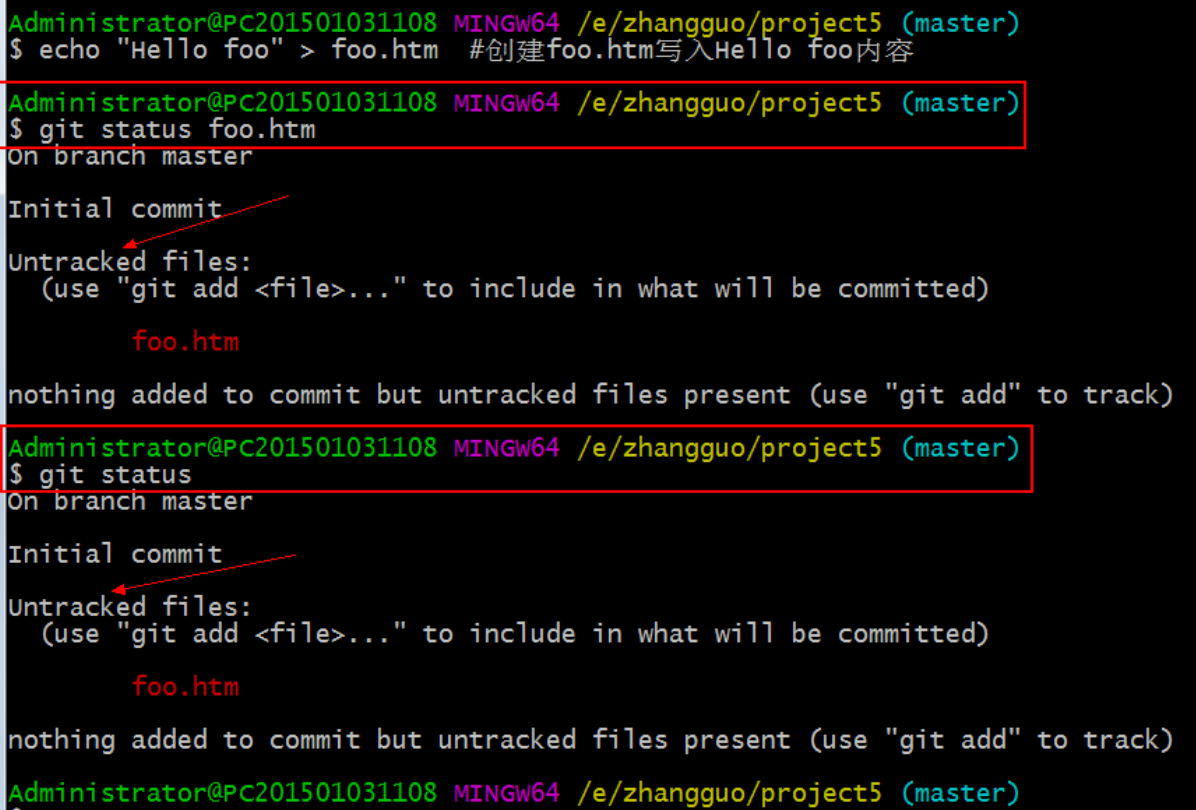 Administrator@PC201501031108 MINGW64 /e/zhangguo/project5 (master)
$ echo "Hello foo" > foo.htm  #创建foo.htm写入Hello foo内容
Administrator@PC201501031108 MINGW64 /e/zhangguo/project5 (master)
$ git status foo.htm
On branch master
Initial commit
Untracked files:
  (use "git add <file>..." to include in what will be committed)
        foo.htm
nothing added to commit but untracked files present (use "git add" to track)
Administrator@PC201501031108 MINGW64 /e/zhangguo/project5 (master)
$ git status
On branch master
Initial commit
Untracked files:
  (use "git add <file>..." to include in what will be committed)
        foo.htm
nothing added to commit but untracked files present (use "git add" to track)
Administrator@PC201501031108 MINGW64 /e/zhangguo/project5 (master)